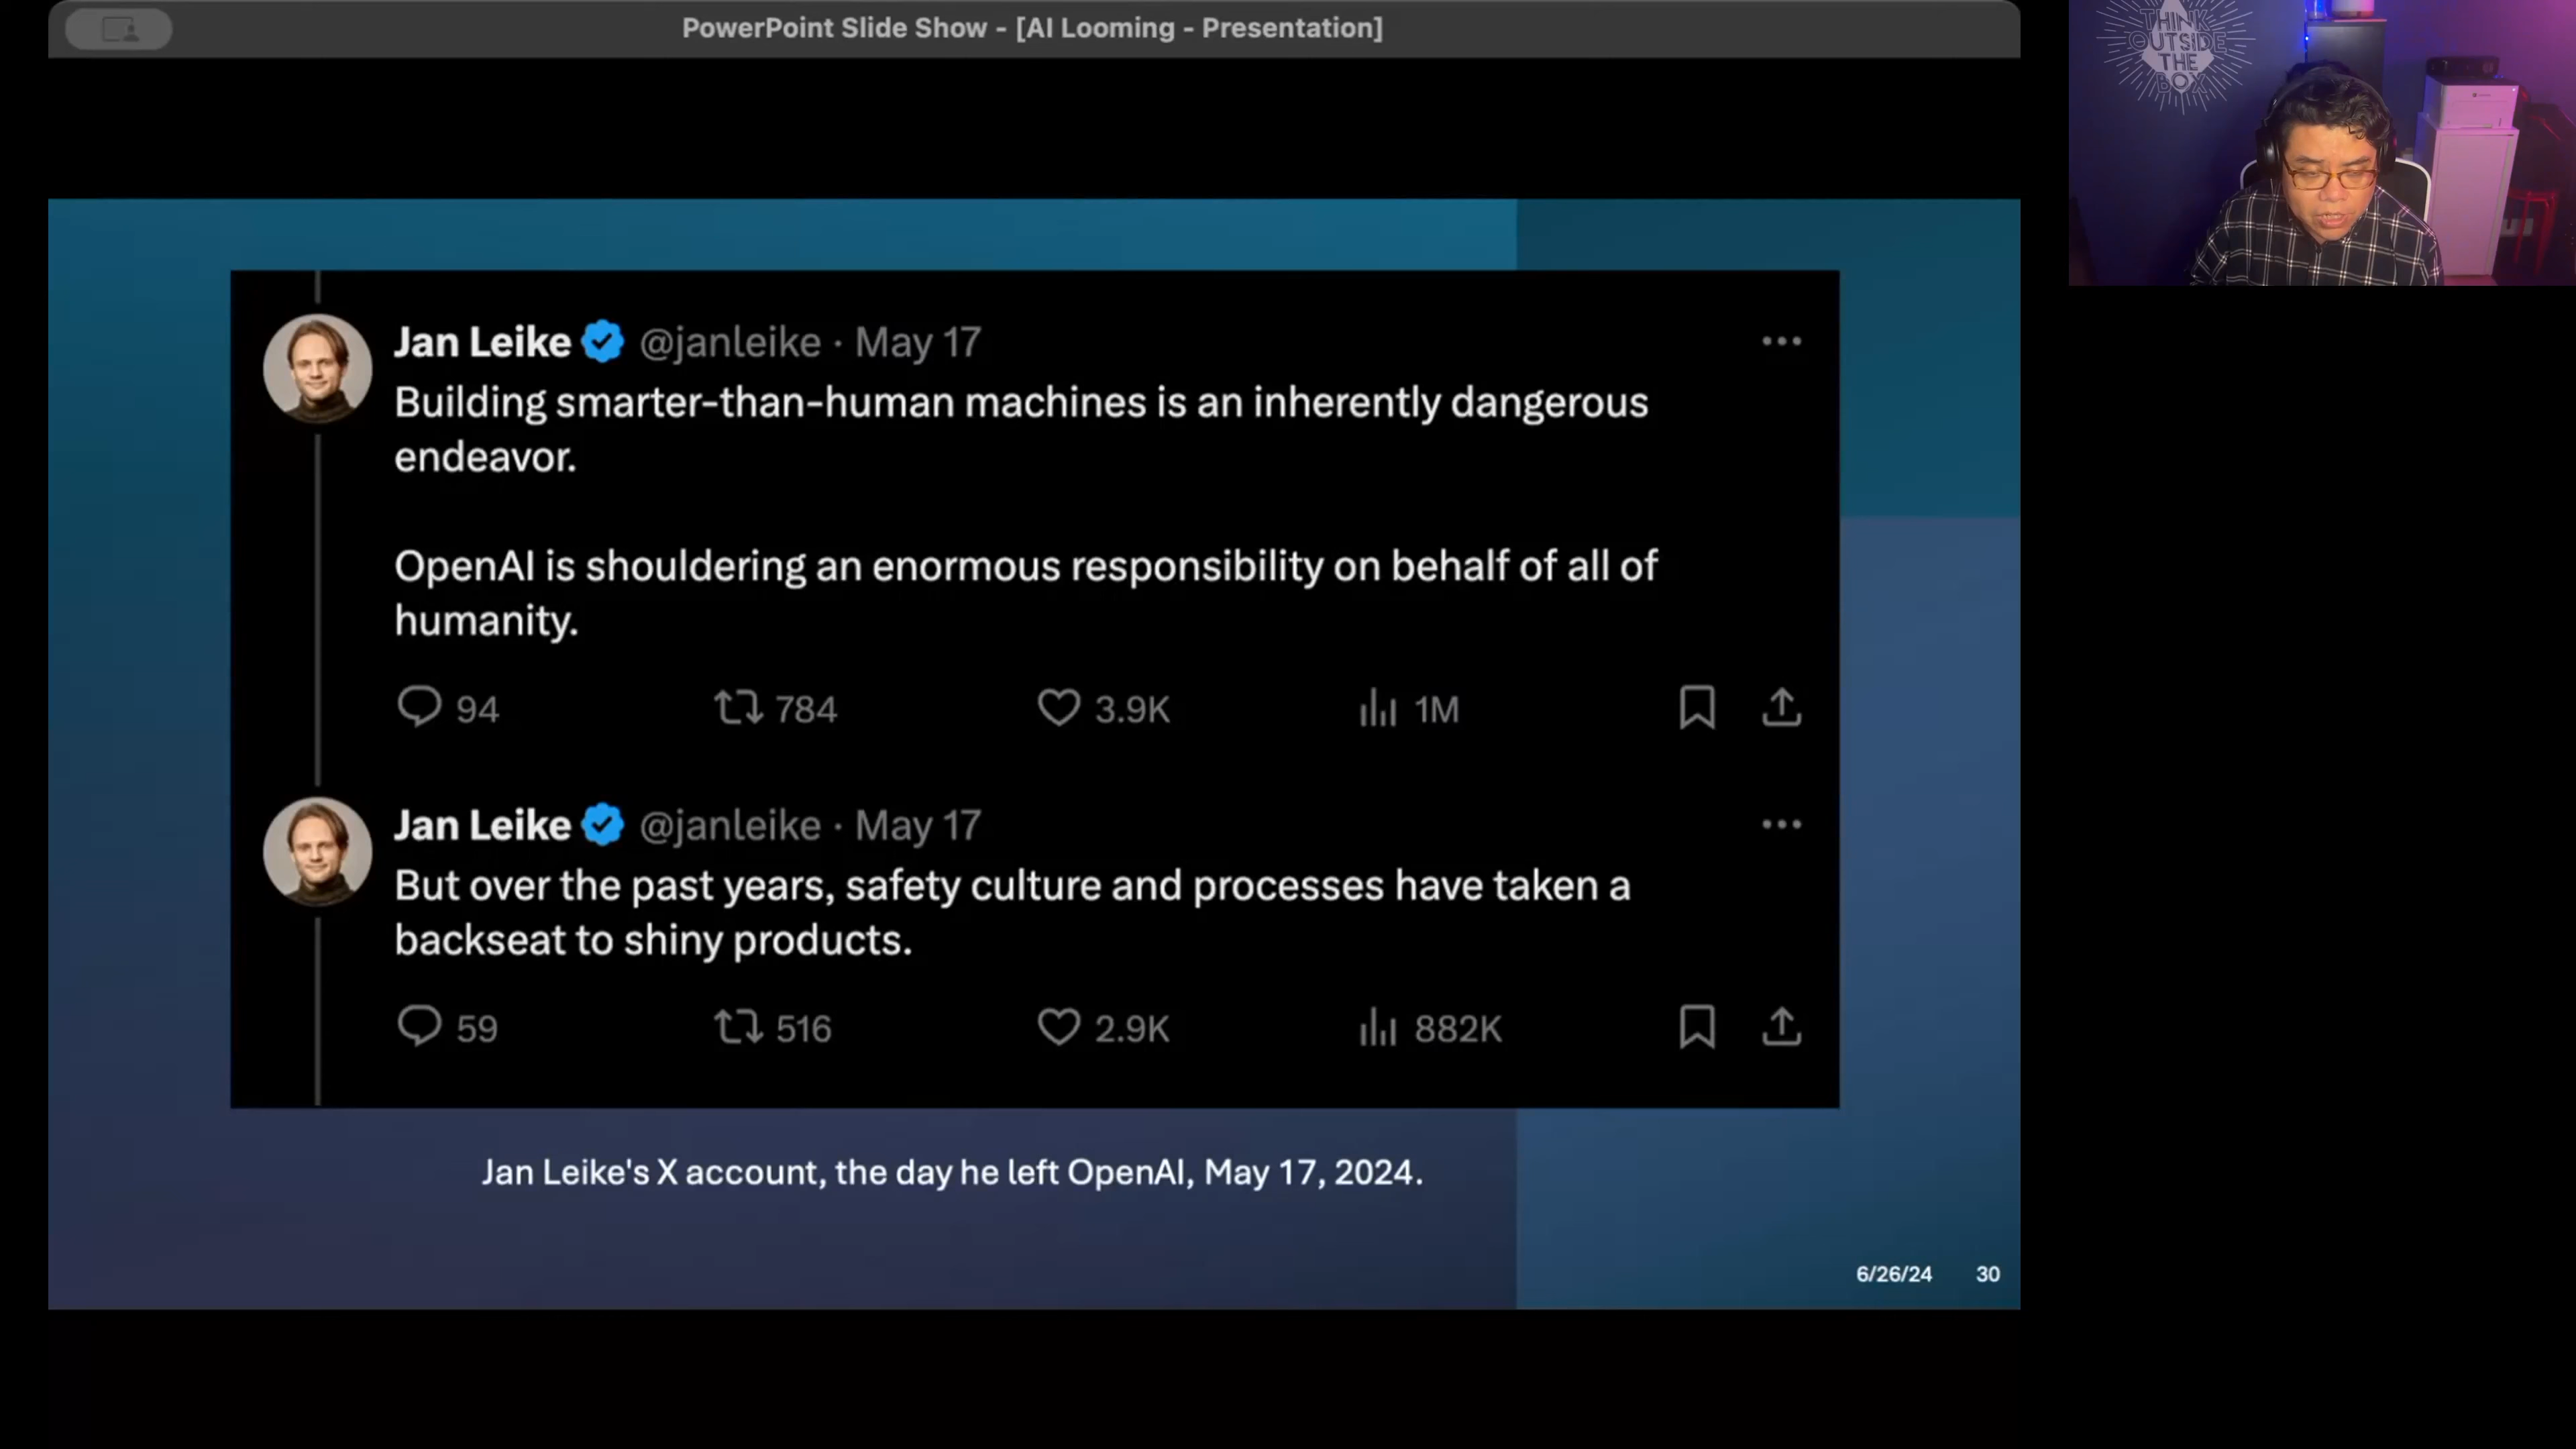 PowerPoint Slide Show - [AI Looming - Presentation]
THINK
OUTSIDE
THE
BOX
Jan Leike @janleike · May 17
Building smarter-than-human machines is an inherently dangerous
endeavor.
OpenAI is shouldering an enormous responsibility on behalf of all of
humanity.
94 784 3.9K 1M
Jan Leike @janleike · May 17
But over the past years, safety culture and processes have taken a
backseat to shiny products.
59 516 2.9K 882K
Jan Leike's X account, the day he left OpenAI, May 17, 2024.
6/26/24 30